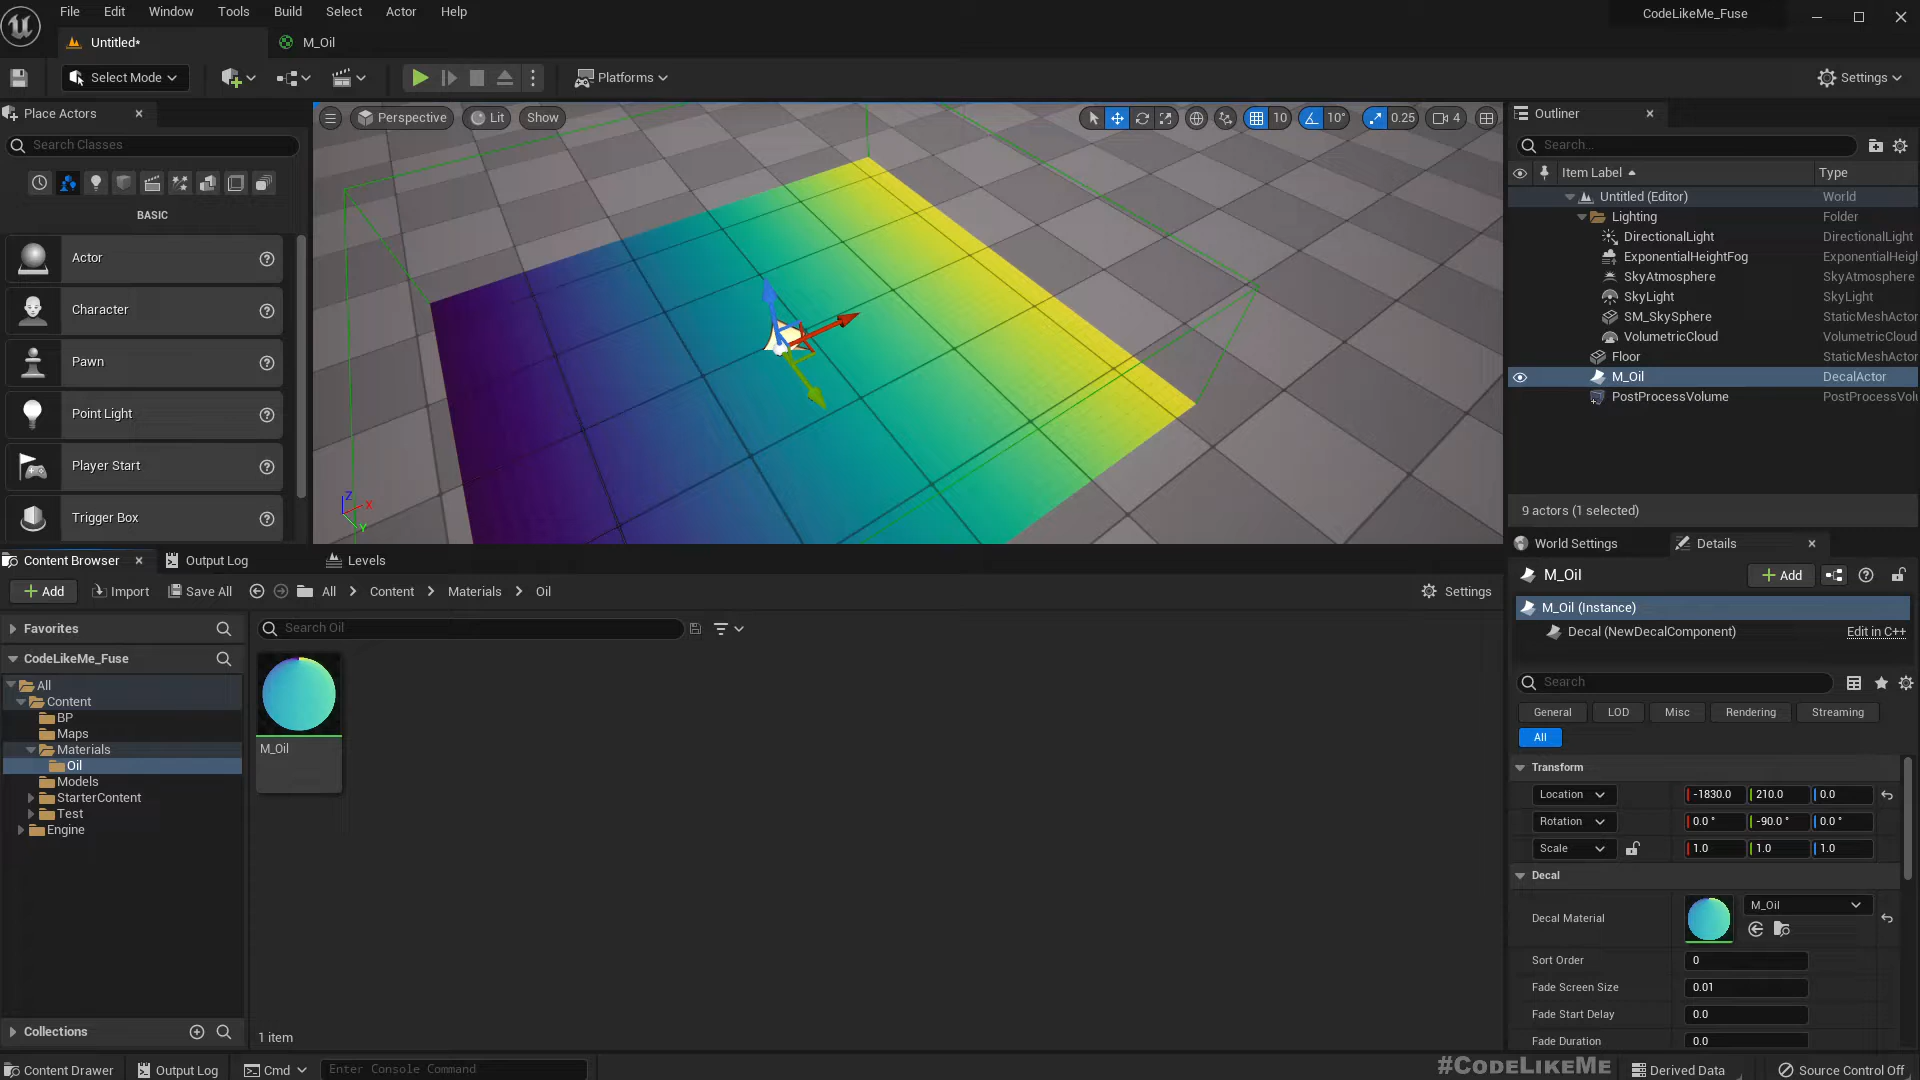 File Edit Window Tools Build Select Actor Help
CodeLikeMe_Fuse
Untitled*
M_Oil
Select Mode
Platforms
Settings
Place Actors
Search Classes
BASIC
Actor
Character
Pawn
Point Light
Player Start
Trigger Box
Perspective
Lit
Show
10
10°
0.25
4
Z
X
Y
Outliner
Search...
Item Label
Type
Untitled (Editor) World
Lighting Folder
DirectionalLight DirectionalLight
ExponentialHeightFog ExponentialHeigl
SkyAtmosphere SkyAtmosphere
SkyLight SkyLight
SM_SkySphere StaticMeshActor
VolumetricCloud VolumetricCloud
Floor StaticMeshActor
M_Oil DecalActor
PostProcessVolume PostProcessVolu
9 actors (1 selected)
Content Browser
Output Log
Levels
Add
Import
Save All
All
Content
Materials
Oil
Settings
Favorites
CodeLikeMe_Fuse
All
Content
BP
Maps
Materials
Oil
Models
StarterContent
Test
Engine
Collections
Search Oil
M_Oil
1 item
World Settings
Details
M_Oil
Add
M_Oil (Instance)
Decal (NewDecalComponent)
Edit in C++
Search
General
LOD
Misc
Rendering
Streaming
All
Transform
Location -1830.0 210.0 0.0
Rotation 0.0 ° -90.0 ° 0.0 °
Scale 1.0 1.0 1.0
Decal
Decal Material
M_Oil
Sort Order 0
Fade Screen Size 0.01
Fade Start Delay 0.0
Fade Duration 0.0
Content Drawer
Output Log
Cmd
Enter Console Command
#CodeLikeMe
Derived Data
Source Control Off